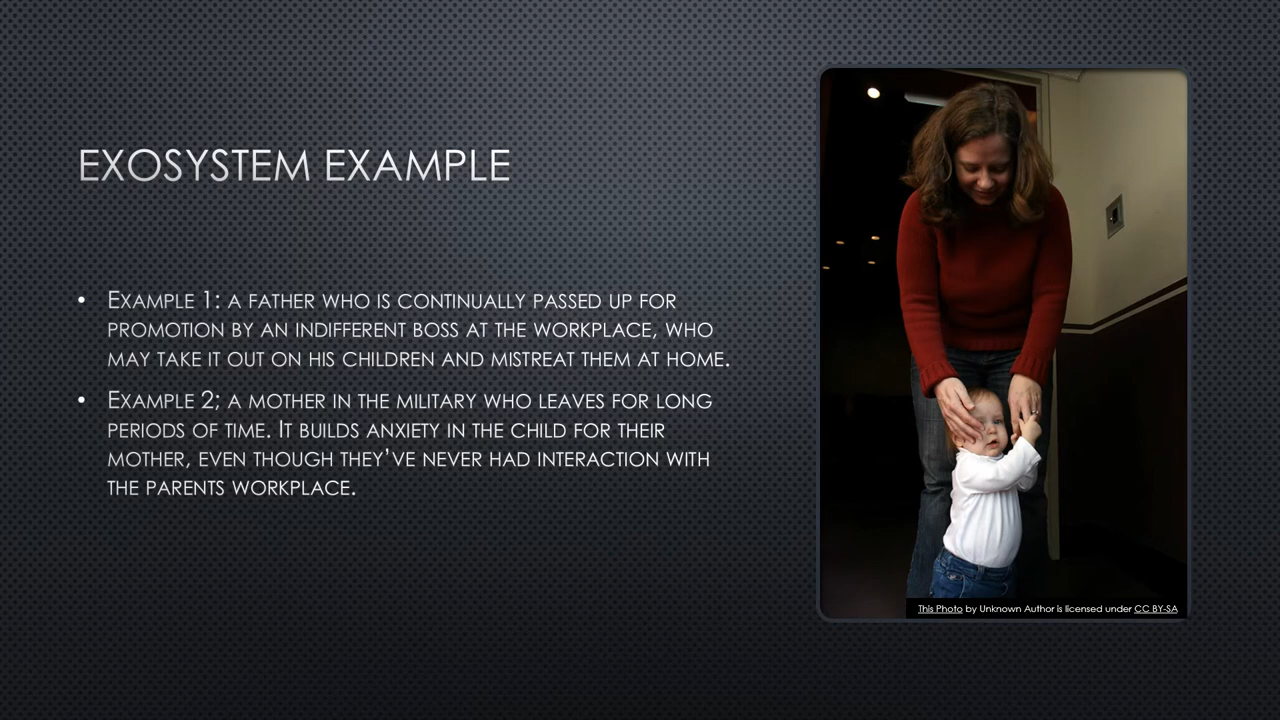 EXOSYSTEM EXAMPLE
• EXAMPLE 1: A FATHER WHO IS CONTINUALLY PASSED UP FOR
PROMOTION BY AN INDIFFERENT BOSS AT THE WORKPLACE, WHO
MAY TAKE IT OUT ON HIS CHILDREN AND MISTREAT THEM AT HOME.
• EXAMPLE 2; A MOTHER IN THE MILITARY WHO LEAVES FOR LONG
PERIODS OF TIME. IT BUILDS ANXIETY IN THE CHILD FOR THEIR
MOTHER, EVEN THOUGH THEY’VE NEVER HAD INTERACTION WITH
THE PARENTS WORKPLACE.
This Photo by Unknown Author is licensed under CC BY-SA